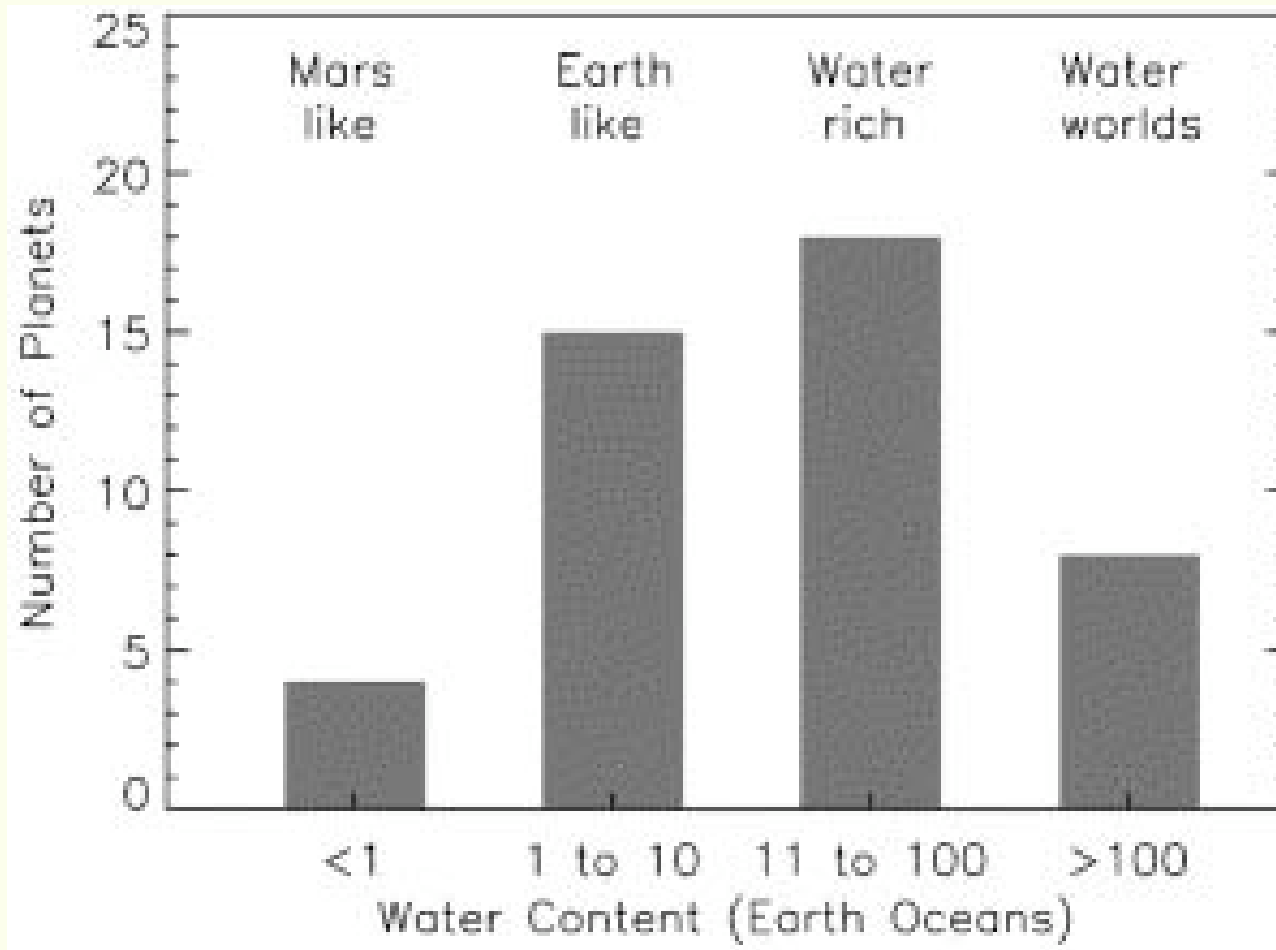 Number of Planets
25
20
15
10
5
0
Mars
like
Earth
like
Water
rich
Water
worlds
<1
1 to 10
11 to 100
>100
Water Content (Earth Oceans)